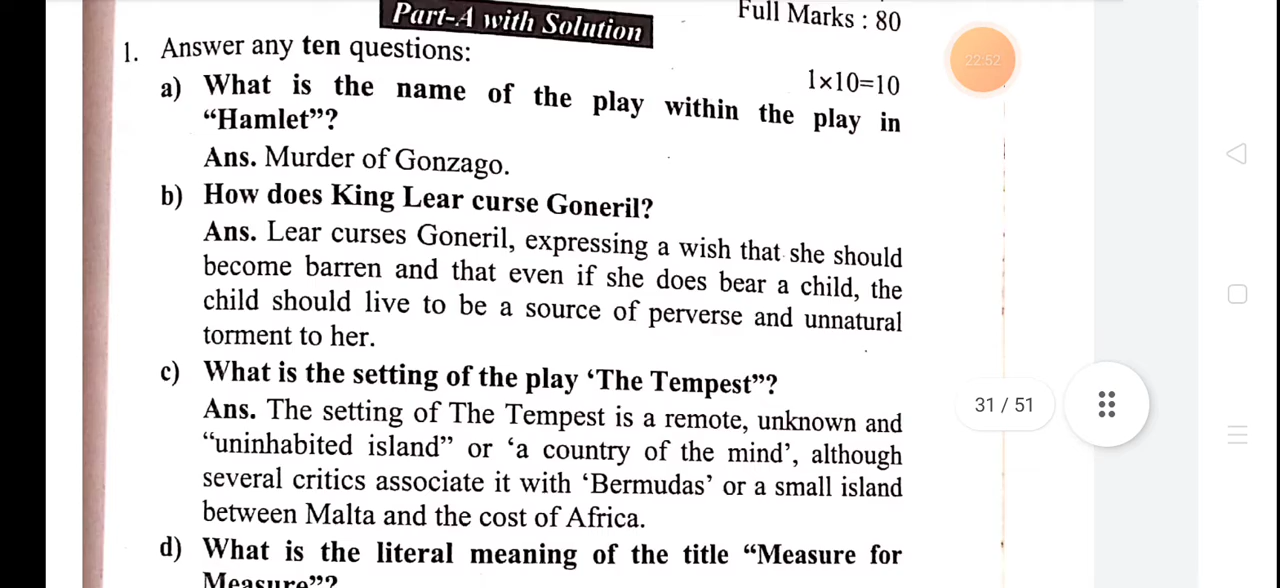 Part-A with Solution
Full Marks : 80
1. Answer any ten questions:
1×10=10
22:52
a) What is the name of the play within the play in
“Hamlet”?
Ans. Murder of Gonzago.
b) How does King Lear curse Goneril?
Ans. Lear curses Goneril, expressing a wish that she should
become barren and that even if she does bear a child, the
child should live to be a source of perverse and unnatural
torment to her.
c) What is the setting of the play ‘The Tempest”?
Ans. The setting of The Tempest is a remote, unknown and
“uninhabited island” or ‘a country of the mind’, although
several critics associate it with ‘Bermudas’ or a small island
between Malta and the cost of Africa.
31 / 51
d) What is the literal meaning of the title “Measure for
Measure”?